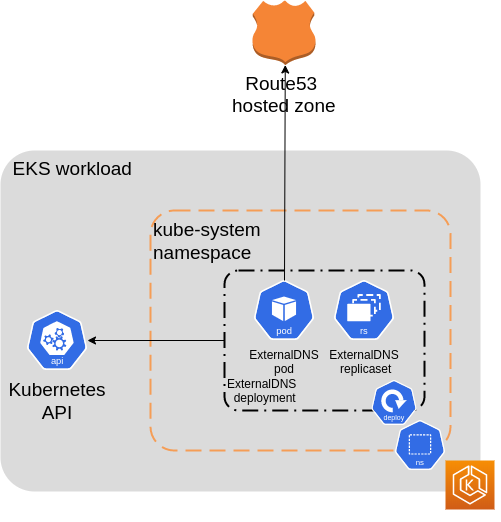 Route53
hosted zone
EKS workload
kube-system
namespace
pod
rs
api
ExternalDNS
pod
ExternalDNS
replicaset
ExternalDNS
deployment
Kubernetes
API
deploy
ns
K